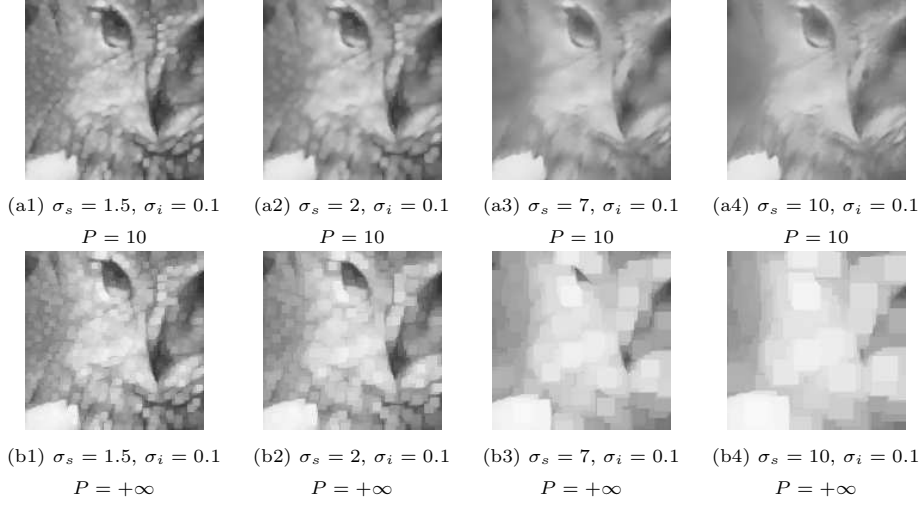 (a1) σₛ = 1.5, σᵢ = 0.1 (a2) σₛ = 2, σᵢ = 0.1 (a3) σₛ = 7, σᵢ = 0.1 (a4) σₛ = 10, σᵢ = 0.1
P = 10 P = 10 P = 10 P = 10
(b1) σₛ = 1.5, σᵢ = 0.1 (b2) σₛ = 2, σᵢ = 0.1 (b3) σₛ = 7, σᵢ = 0.1 (b4) σₛ = 10, σᵢ = 0.1
P = +∞ P = +∞ P = +∞ P = +∞